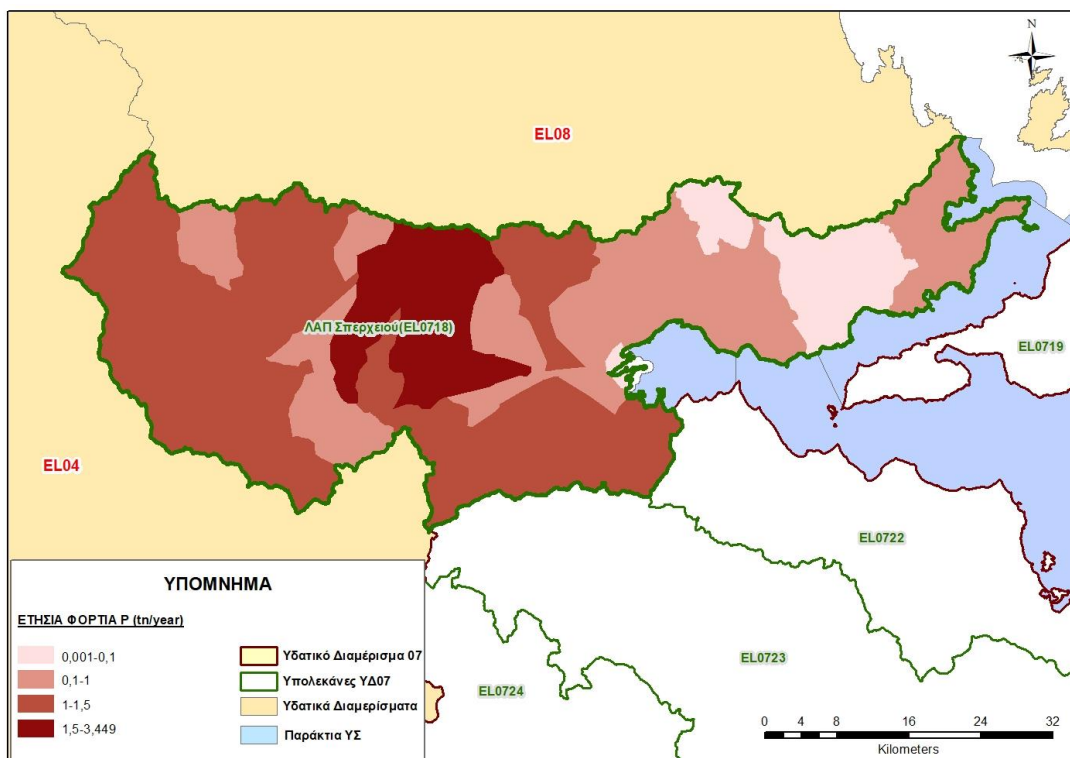 N
EL08
ΛΑΠ Σπερχειού(EL0718)
EL0719
EL04
EL0722
EL0723
EL0724
ΥΠΟΜΝΗΜΑ
ΕΤΗΣΙΑ ΦΟΡΤΙΑ P (tn/year)
0,001-0,1
0,1-1
1-1,5
1,5-3,449
Υδατικό Διαμέρισμα 07
Υπολεκάνες ΥΔ07
Υδατικά Διαμερίσματα
Παράκτια ΥΣ
0 4 8 16 24 32
Kilometers